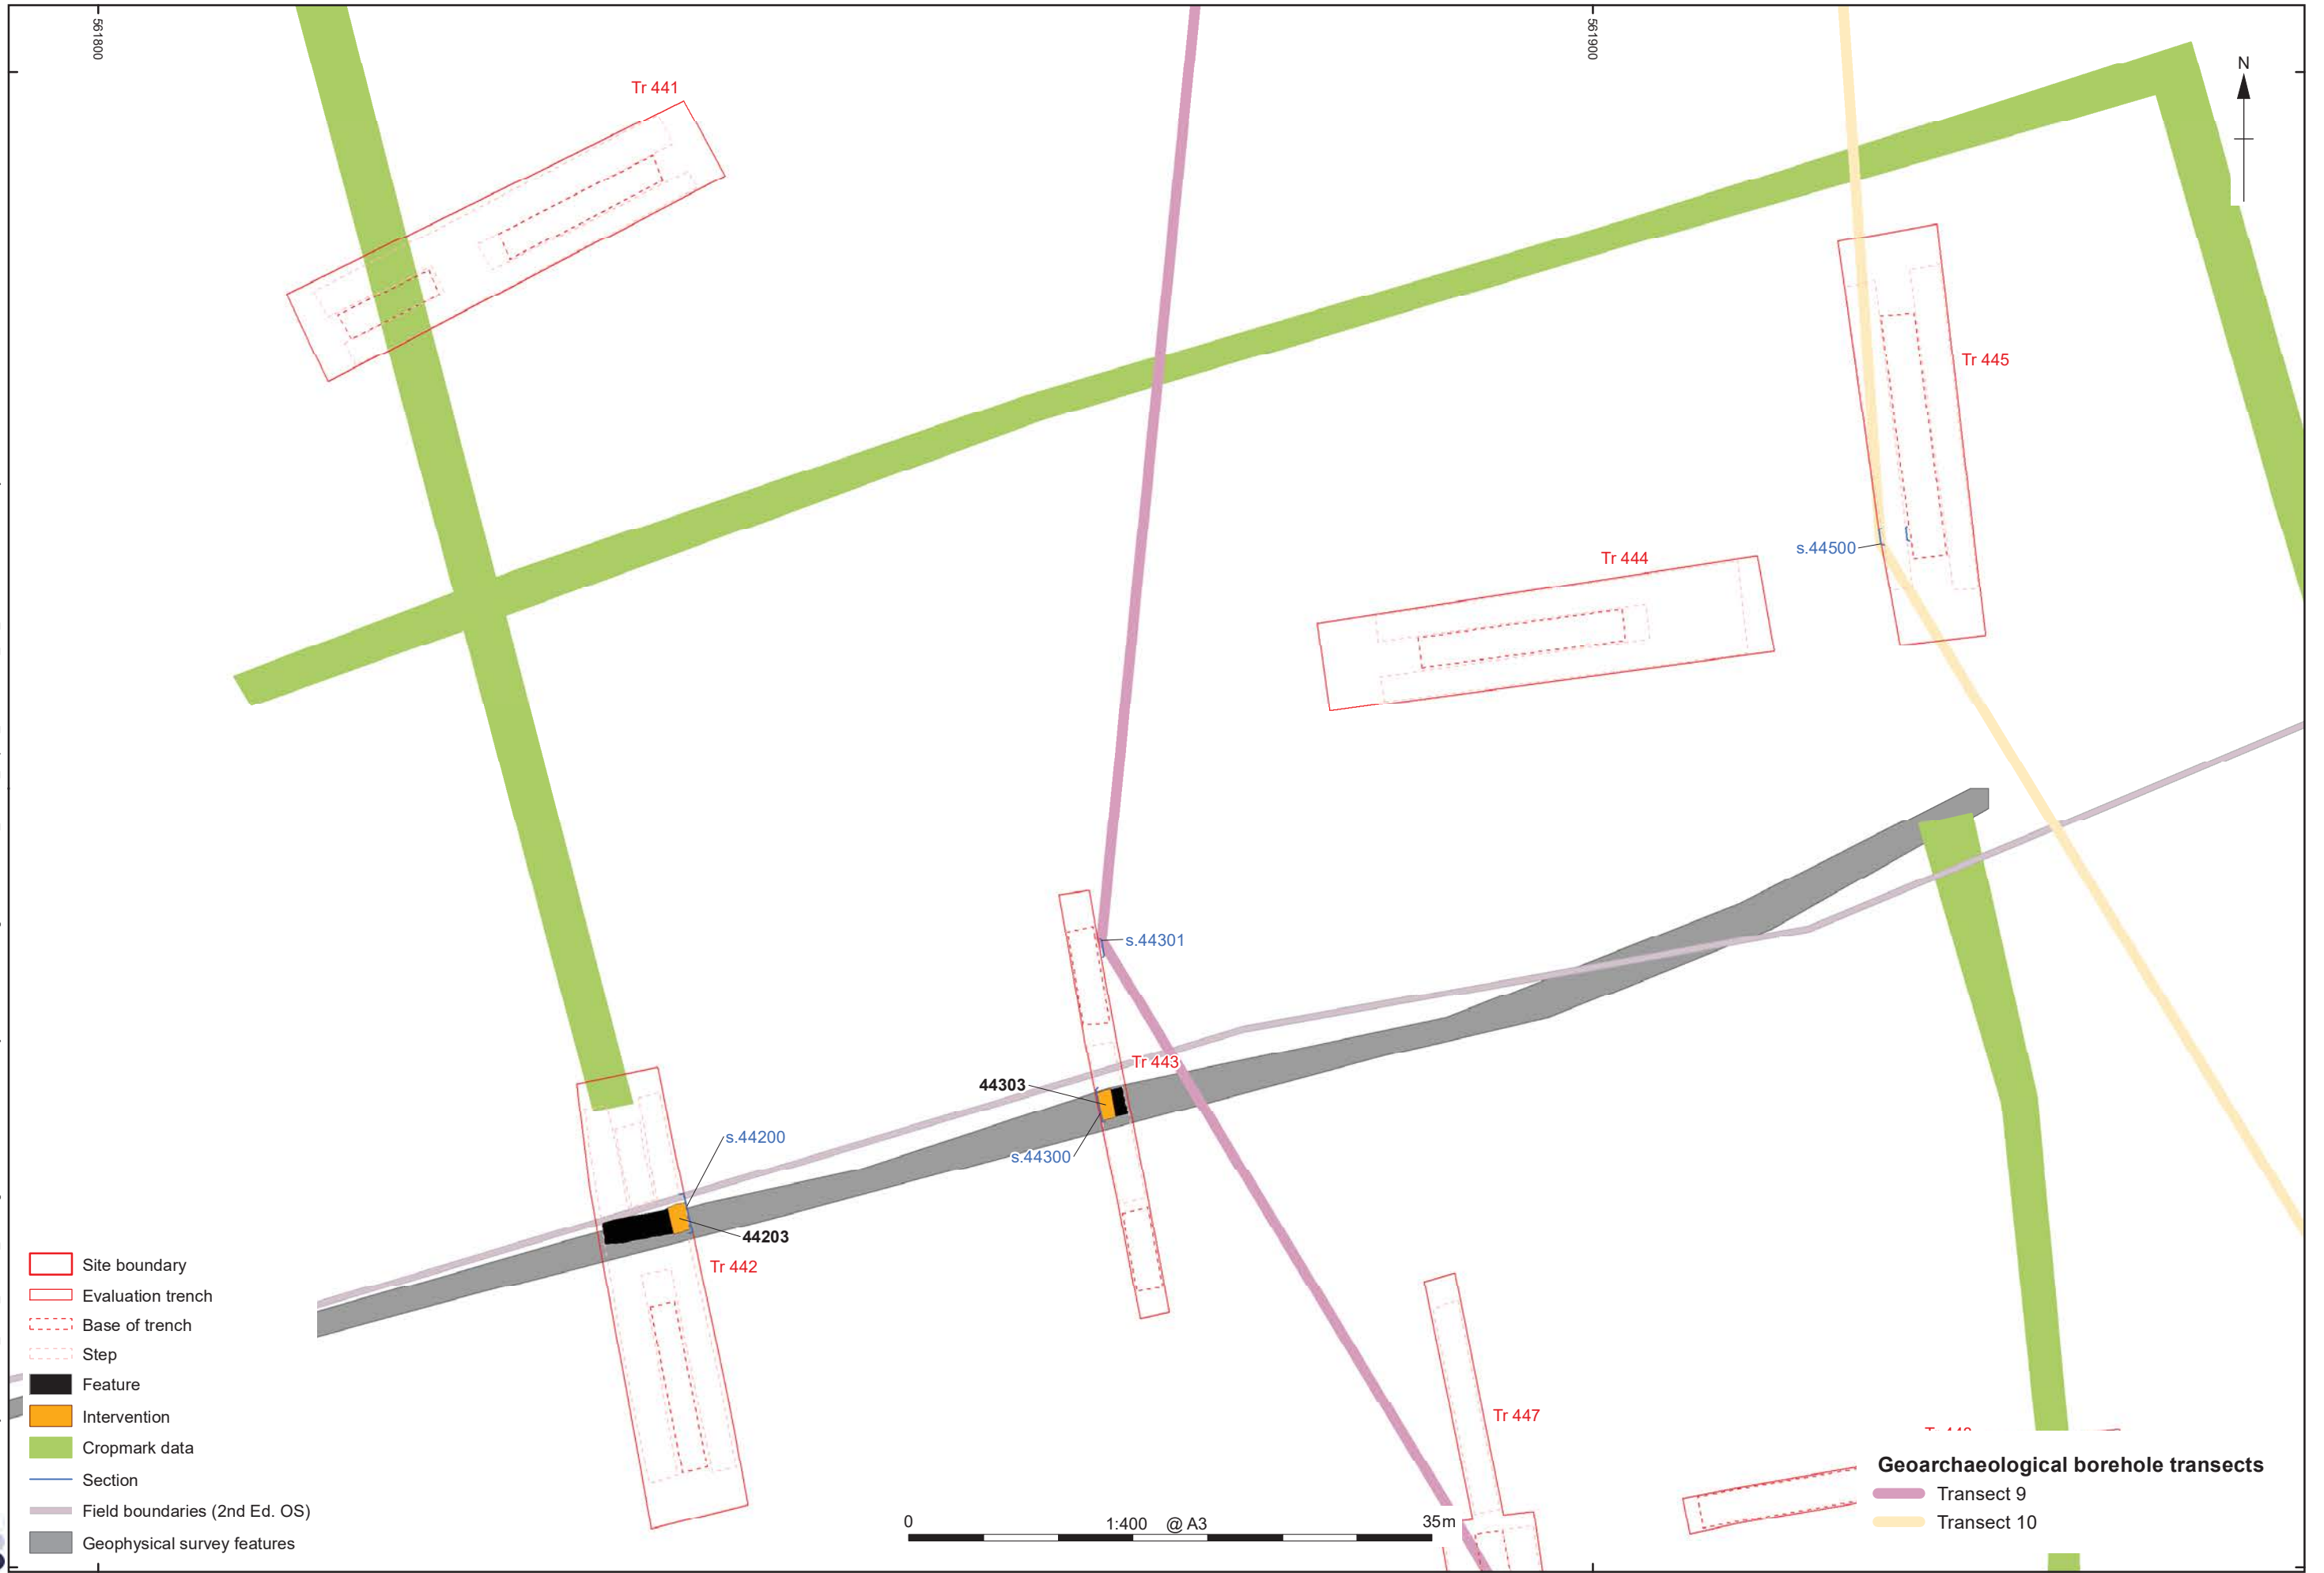 561800
561900
N
Tr 441
Tr 445
s.44500
Tr 444
s.44301
Tr 443
44303
s.44300
s.44200
44203
Tr 442
Tr 447
Site boundary
Evaluation trench
Base of trench
Step
Feature
Intervention
Cropmark data
Section
Field boundaries (2nd Ed. OS)
Geophysical survey features
0 1:400 @ A3 35m
Geoarchaeological borehole transects
Transect 9
Transect 10